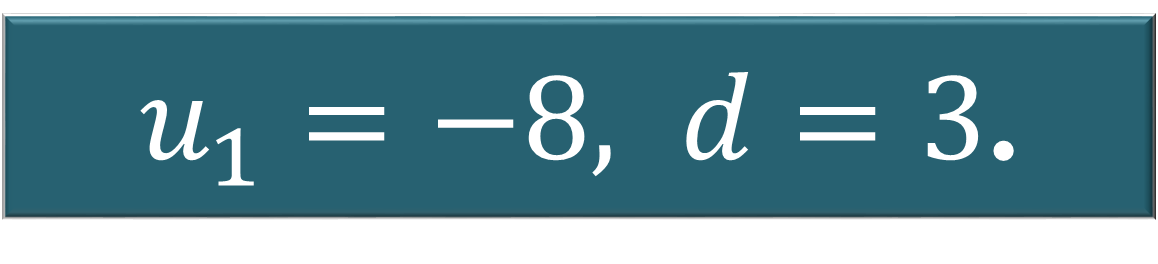 u₁ = −8, d = 3.